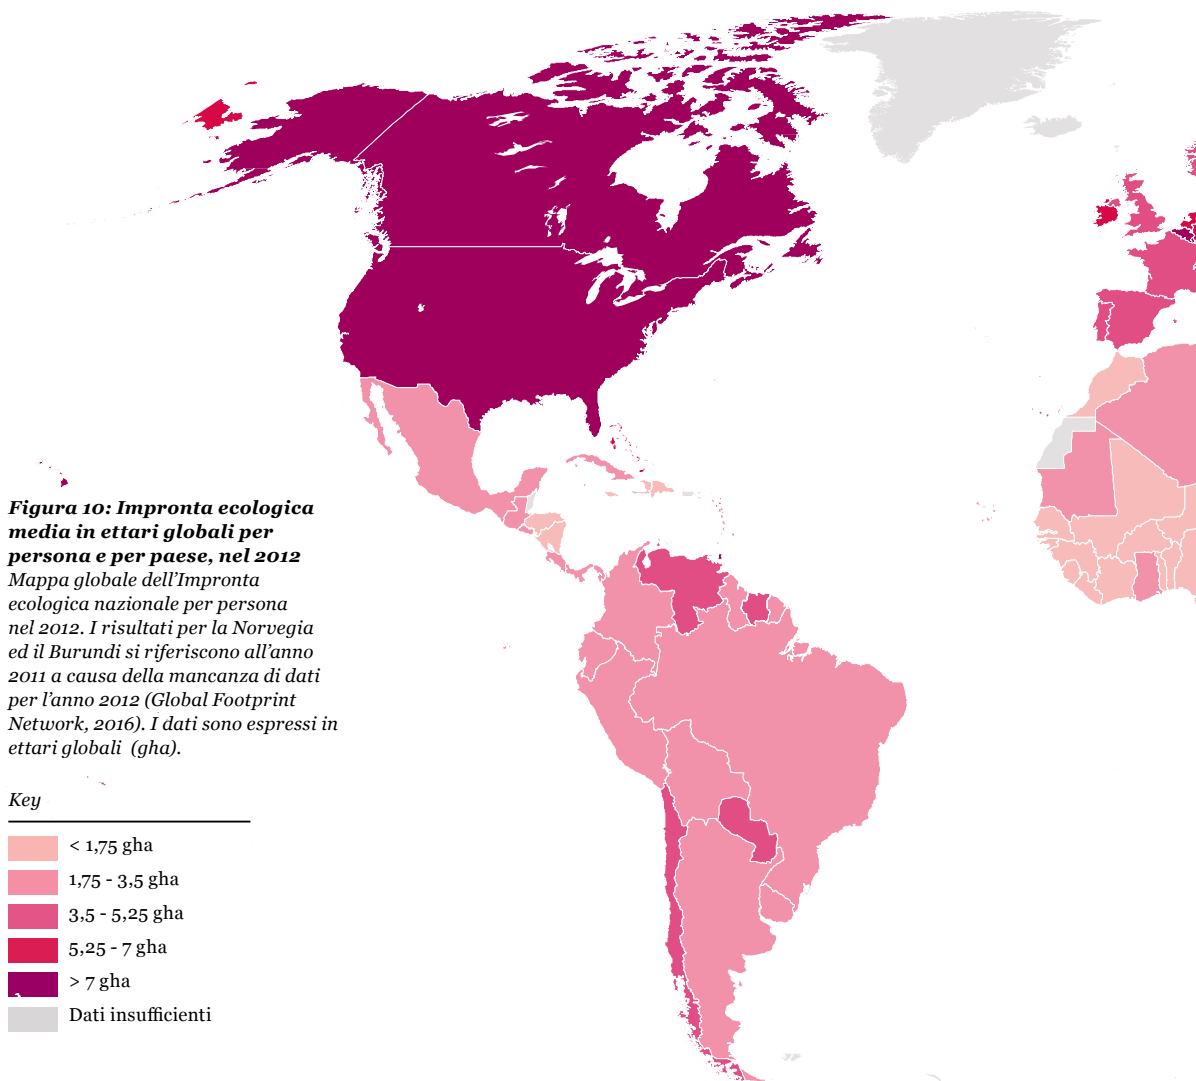 Figura 10: Impronta ecologica
media in ettari globali per
persona e per paese, nel 2012
Mappa globale dell’Impronta
ecologica nazionale per persona
nel 2012. I risultati per la Norvegia
ed il Burundi si riferiscono all’anno
2011 a causa della mancanza di dati
per l’anno 2012 (Global Footprint
Network, 2016). I dati sono espressi in
ettari globali (gha).
Key
< 1,75 gha
1,75 - 3,5 gha
3,5 - 5,25 gha
5,25 - 7 gha
> 7 gha
Dati insufficienti